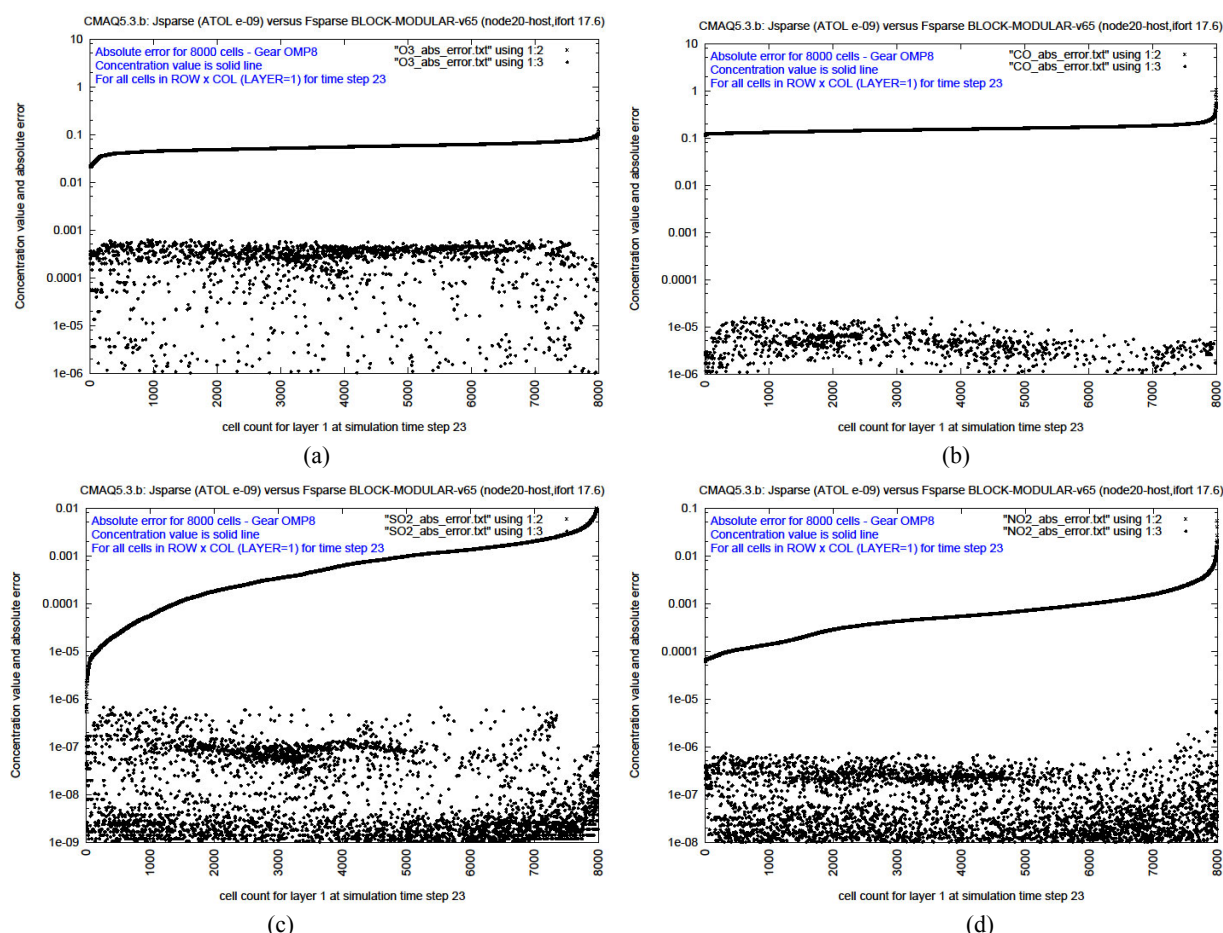 CMAQ5.3.b: Jsparse (ATOL e-09) versus Fsparse BLOCK-MODULAR-v65 (node20-host,ifort 17.6)
Absolute error for 8000 cells - Gear OMP8
Concentration value is solid line
For all cells in ROW x COL (LAYER=1) for time step 23
"O3_abs_error.txt" using 1:2
"O3_abs_error.txt" using 1:3
Concentration value and absolute error
10
1
0.1
0.01
0.001
0.0001
1e-05
1e-06
0
1000
2000
3000
4000
5000
6000
7000
8000
cell count for layer 1 at simulation time step 23
(a)
CMAQ5.3.b: Jsparse (ATOL e-09) versus Fsparse BLOCK-MODULAR-v65 (node20-host,ifort 17.6)
Absolute error for 8000 cells - Gear OMP8
Concentration value is solid line
For all cells in ROW x COL (LAYER=1) for time step 23
"CO_abs_error.txt" using 1:2
"CO_abs_error.txt" using 1:3
Concentration value and absolute error
10
1
0.1
0.01
0.001
0.0001
1e-05
1e-06
0
1000
2000
3000
4000
5000
6000
7000
8000
cell count for layer 1 at simulation time step 23
(b)
CMAQ5.3.b: Jsparse (ATOL e-09) versus Fsparse BLOCK-MODULAR-v65 (node20-host,ifort 17.6)
Absolute error for 8000 cells - Gear OMP8
Concentration value is solid line
For all cells in ROW x COL (LAYER=1) for time step 23
"SO2_abs_error.txt" using 1:2
"SO2_abs_error.txt" using 1:3
Concentration value and absolute error
0.01
0.001
0.0001
1e-05
1e-06
1e-07
1e-08
1e-09
0
1000
2000
3000
4000
5000
6000
7000
8000
cell count for layer 1 at simulation time step 23
(c)
CMAQ5.3.b: Jsparse (ATOL e-09) versus Fsparse BLOCK-MODULAR-v65 (node20-host,ifort 17.6)
Absolute error for 8000 cells - Gear OMP8
Concentration value is solid line
For all cells in ROW x COL (LAYER=1) for time step 23
"NO2_abs_error.txt" using 1:2
"NO2_abs_error.txt" using 1:3
Concentration value and absolute error
0.1
0.01
0.001
0.0001
1e-05
1e-06
1e-07
1e-08
0
1000
2000
3000
4000
5000
6000
7000
8000
cell count for layer 1 at simulation time step 23
(d)